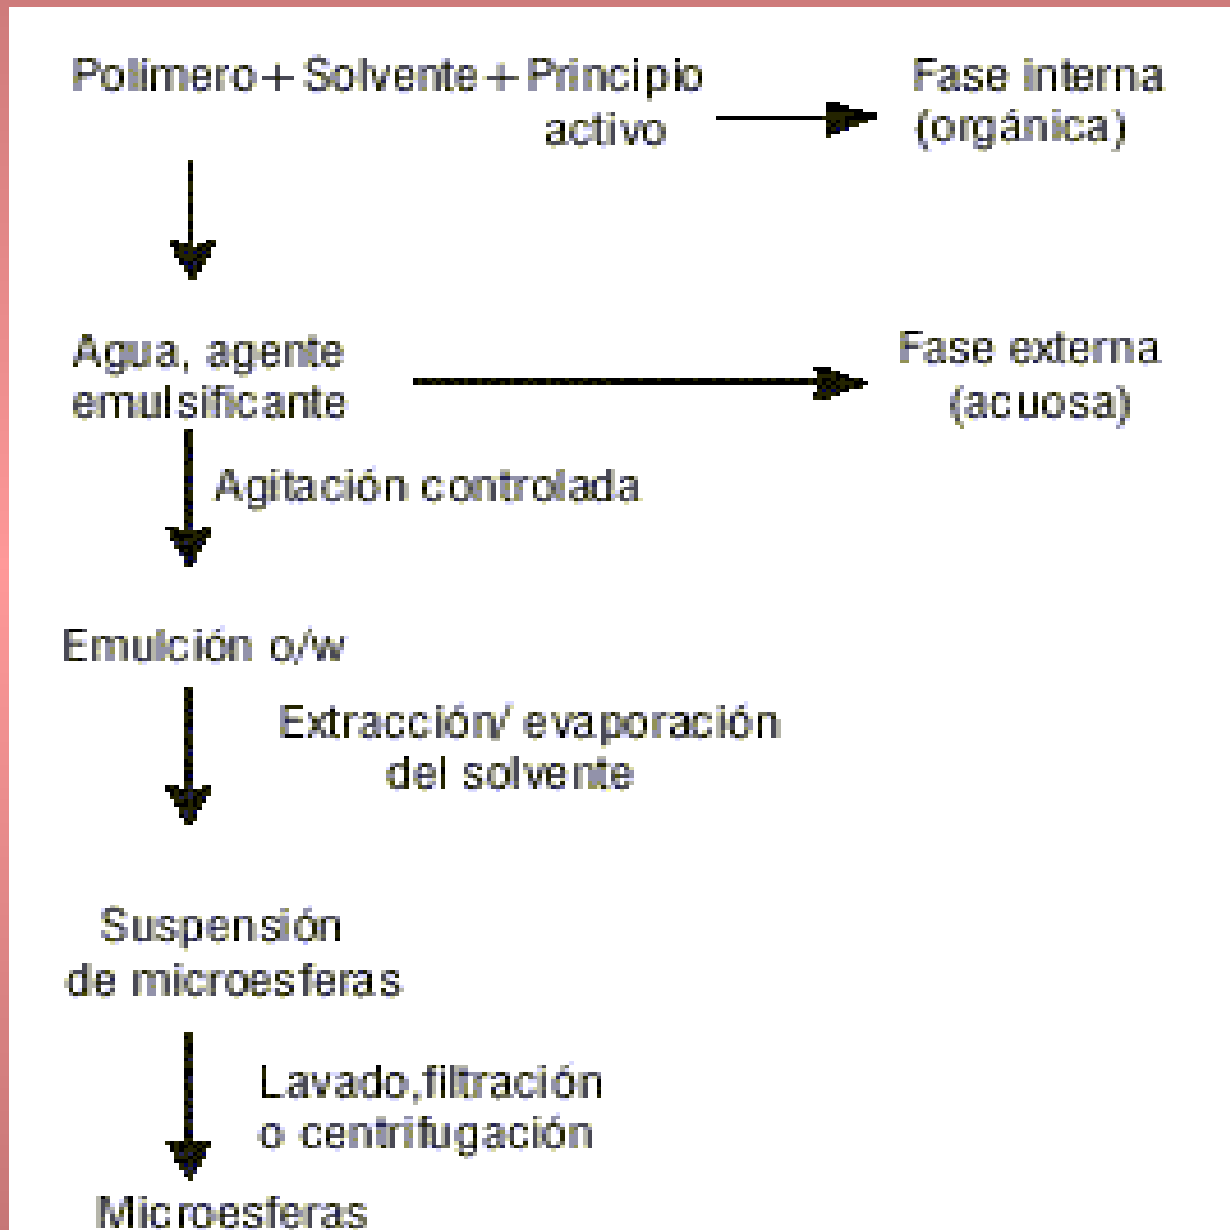 Polímero + Solvente + Principio
activo
Fase interna
(orgánica)
Agua, agente
emulsificante
Fase externa
(acuosa)
Agitación controlada
Emulción o/w
Extracción/ evaporación
del solvente
Suspensión
de microesferas
Lavado,filtración
o centrifugación
Microesferas